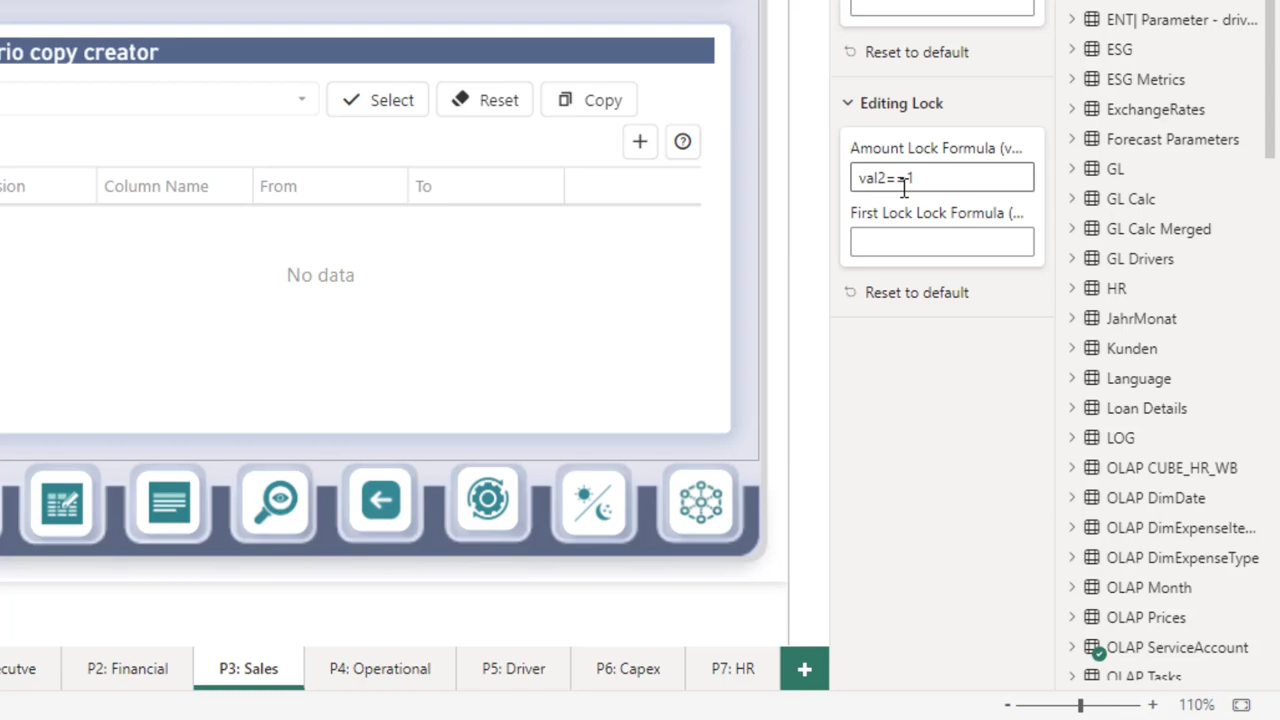 rio copy creator
Select
Reset
Copy
sion
Column Name
From
To
No data
ecutve
P2: Financial
P3: Sales
P4: Operational
P5: Driver
P6: Capex
P7: HR
Reset to default
Editing Lock
Amount Lock Formula (v...
val2==1
First Lock Lock Formula (...
Reset to default
ENT| Parameter - driv...
ESG
ESG Metrics
ExchangeRates
Forecast Parameters
GL
GL Calc
GL Calc Merged
GL Drivers
HR
JahrMonat
Kunden
Language
Loan Details
LOG
OLAP CUBE_HR_WB
OLAP DimDate
OLAP DimExpenseIte...
OLAP DimExpenseType
OLAP Month
OLAP Prices
OLAP ServiceAccount
OLAP Tasks
- + 110%